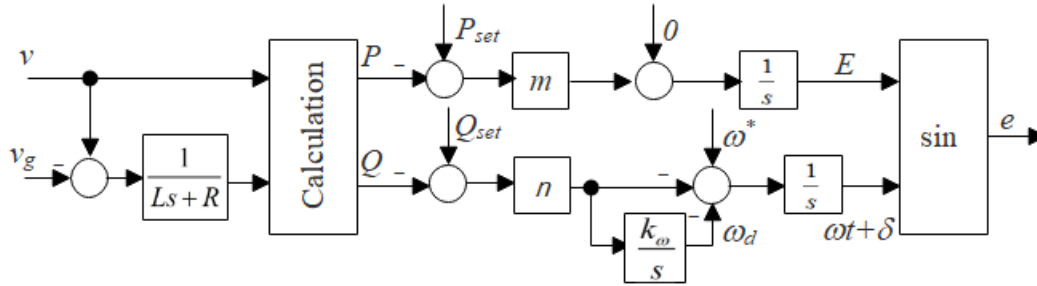 P_set
0
v
P
-
m
1/s
E
Calculation
sin
e
Q_set
ω*
v_g
-
1/(Ls + R)
Q
-
n
-
1/s
-
ω_d
ωt+δ
k_ω/s